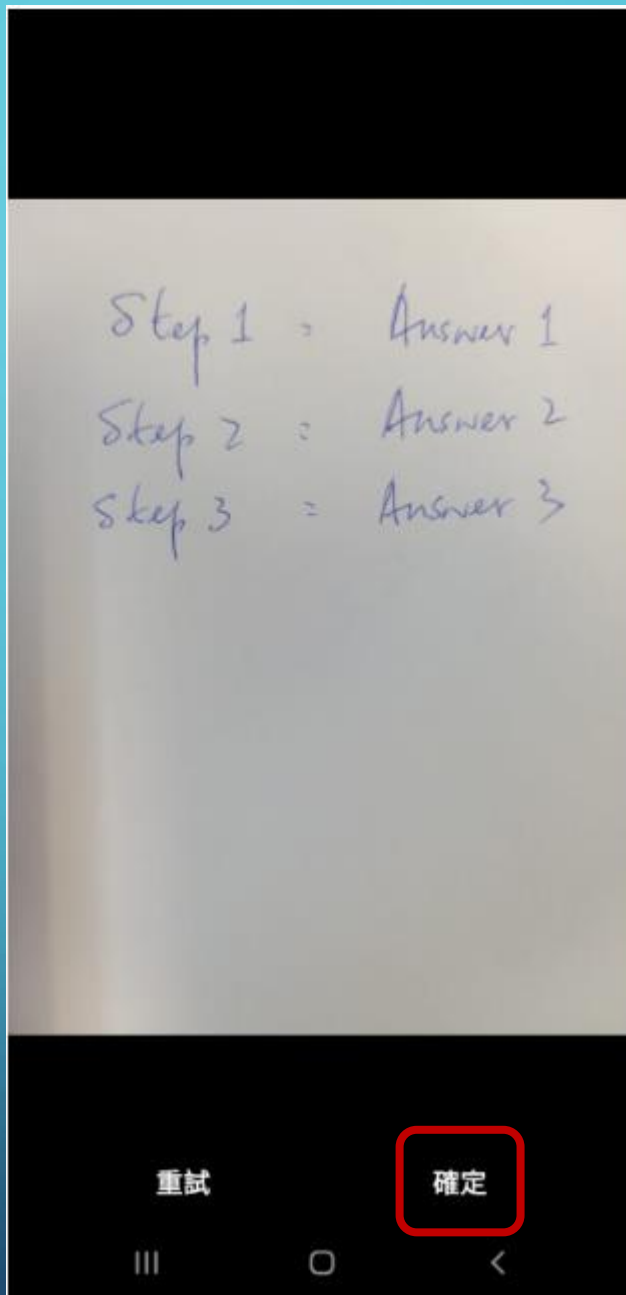 Step 1 = Answer 1
Step 2 = Answer 2
Step 3 = Answer 3
重試 確定